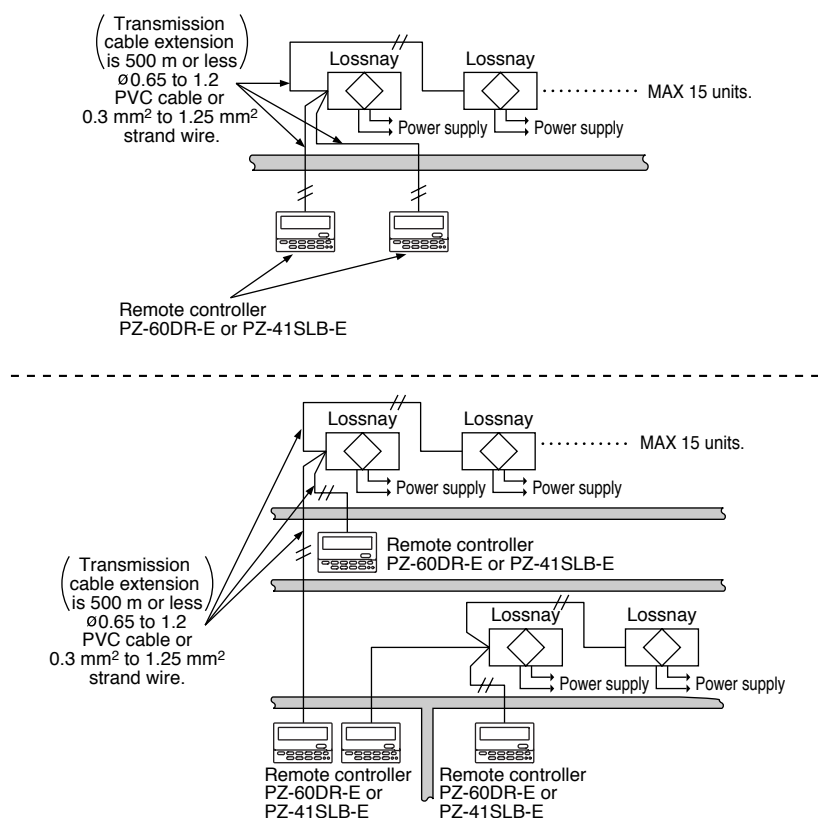 Transmission
cable extension
is 500 m or less
ø0.65 to 1.2
PVC cable or
0.3 mm² to 1.25 mm²
strand wire.
Lossnay
Lossnay
MAX 15 units.
Power supply
Power supply
Remote controller
PZ-60DR-E or PZ-41SLB-E
Lossnay
Lossnay
MAX 15 units.
Power supply
Power supply
Remote controller
PZ-60DR-E or PZ-41SLB-E
Transmission
cable extension
is 500 m or less
ø0.65 to 1.2
PVC cable or
0.3 mm² to 1.25 mm²
strand wire.
Lossnay
Lossnay
Power supply
Power supply
Remote controller
PZ-60DR-E or
PZ-41SLB-E
Remote controller
PZ-60DR-E or
PZ-41SLB-E